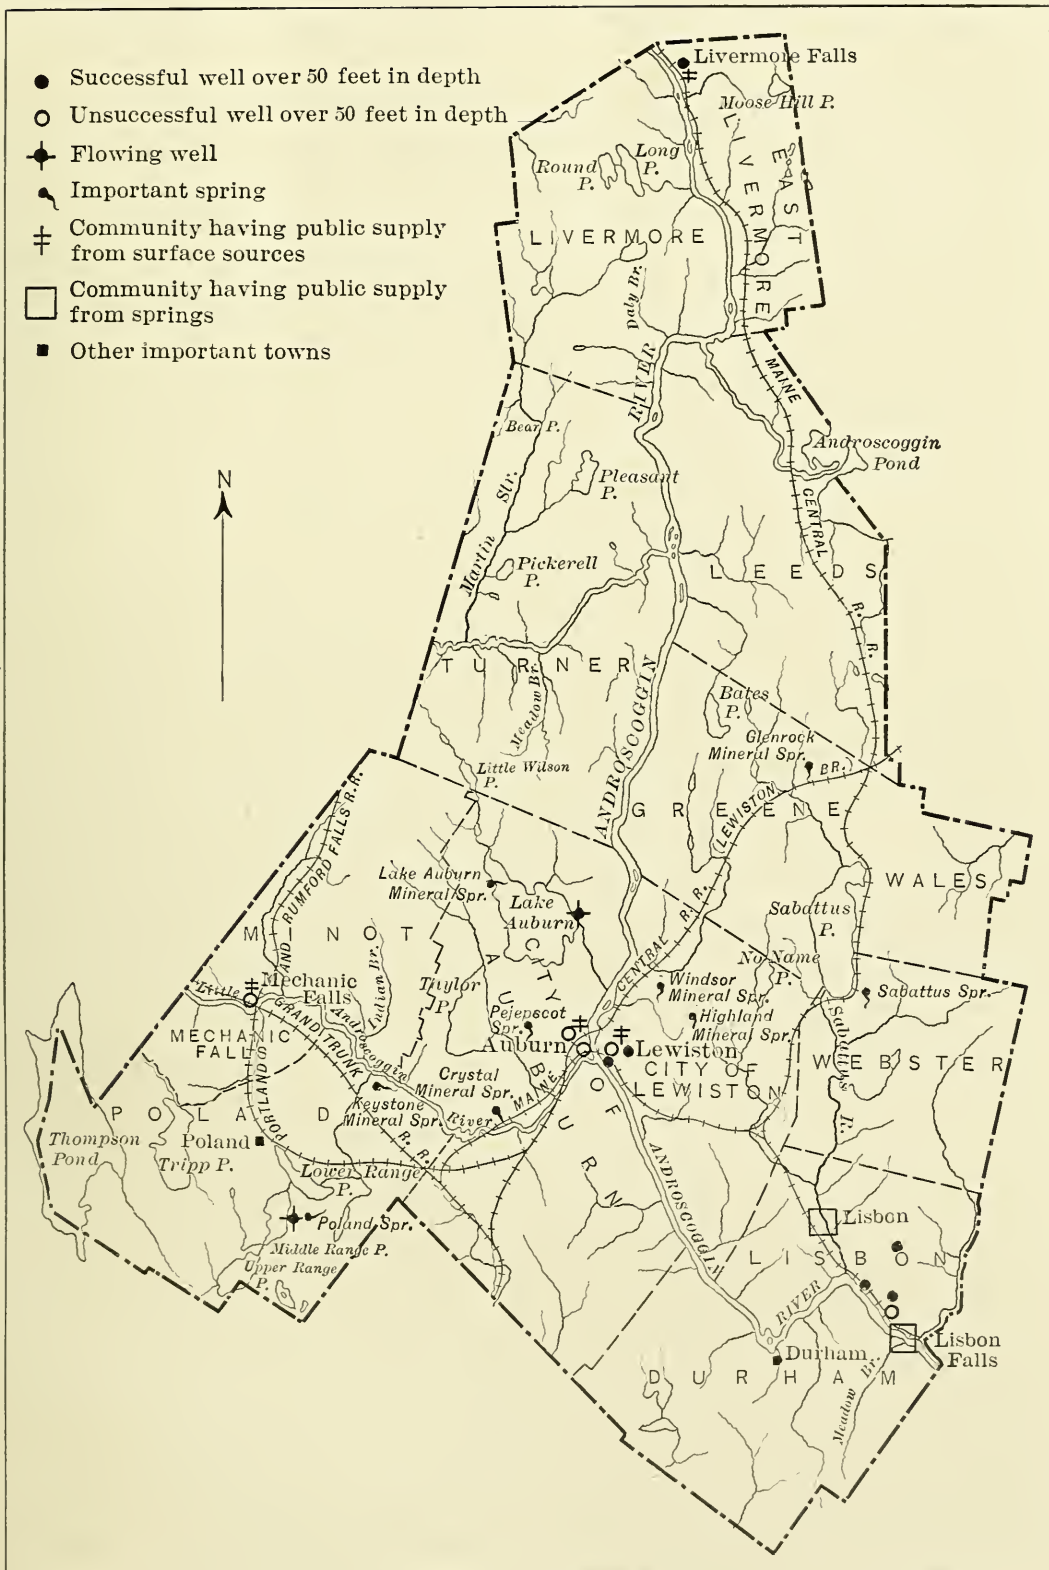 Successful well over 50 feet in depth
Unsuccessful well over 50 feet in depth
Flowing well
Important spring
Community having public supply
from surface sources
Community having public supply
from springs
Other important towns
N
Livermore Falls
Moose Hill P.
EAST
LIVERMORE
Long
P.
Round
P.
LIVERMORE
Daly Br.
RIVER
MAINE
CENTRAL
R. R.
Androscoggin
Pond
Bear P.
Pleasant
P.
Martin Str.
Pickerell
P.
LEEDS
TURNER
Meadow Br.
ANDROSCOGGIN
Bates
P.
Glenrock
Mineral Spr.
(LEWISTON BR.)
Little Wilson
P.
GREENE
WALES
PORTLAND AND RUMFORD FALLS R.R.
Lake Auburn
Mineral Spr.
Lake
Auburn
Sabattus
P.
MINOT
Indian Br.
Taylor
P.
CITY OF
AUBURN
CENTRAL R. R.
No Name
P.
Windsor
Mineral Spr.
Sabattus Spr.
Mechanic
Falls
Little Androscoggin River
GRAND TRUNK R. R.
Pejepscot
Spr.
Highland
Mineral Spr.
MECHANIC
FALLS
Auburn
Lewiston
CITY OF
LEWISTON
WEBSTER
Sabattus R.
Crystal
Mineral Spr.
MAINE
Keystone
Mineral Spr.
POLAND
Thompson
Pond
Poland
Tripp P.
Lower Range
P.
ANDROSCOGGIN
RIVER
Poland Spr.
Middle Range P.
Upper Range
P.
Lisbon
LISBON
Lisbon
Falls
Durham
DURHAM
Meadow Br.